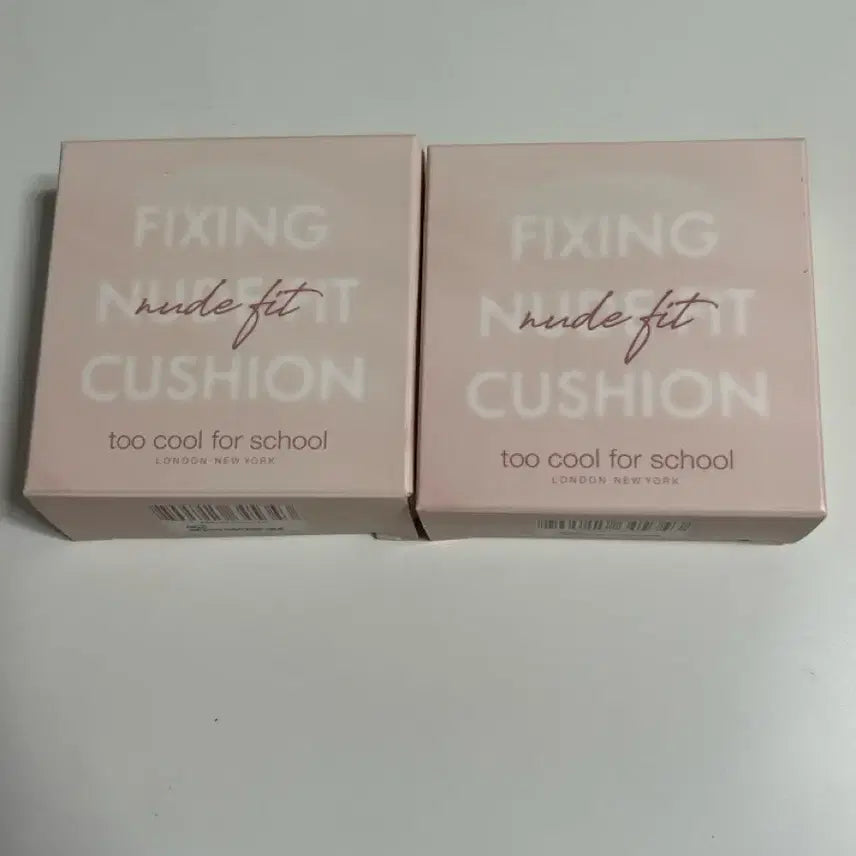 FIXING
NUDE FIT
nude fit
CUSHION
too cool for school
LONDON NEW YORK
FIXING
NUDE FIT
nude fit
CUSHION
too cool for school
LONDON NEW YORK